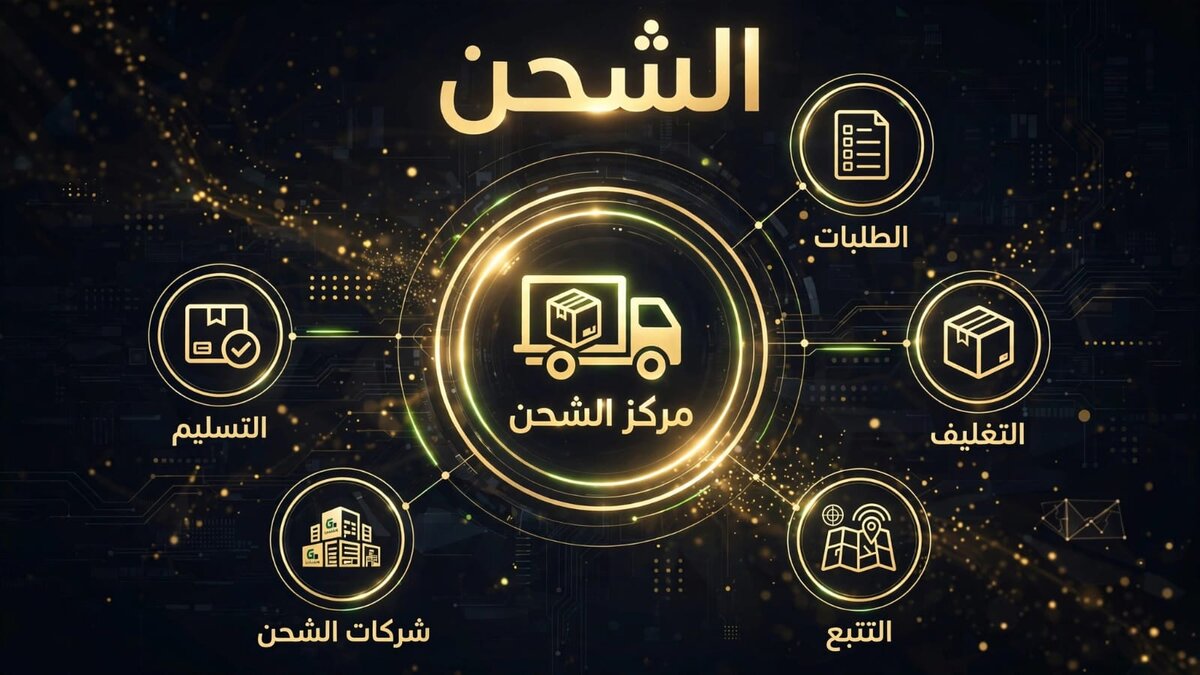 الشحن
الطلبات
التغليف
التتبع
مركز الشحن
التسليم
شركات الشحن
G
G